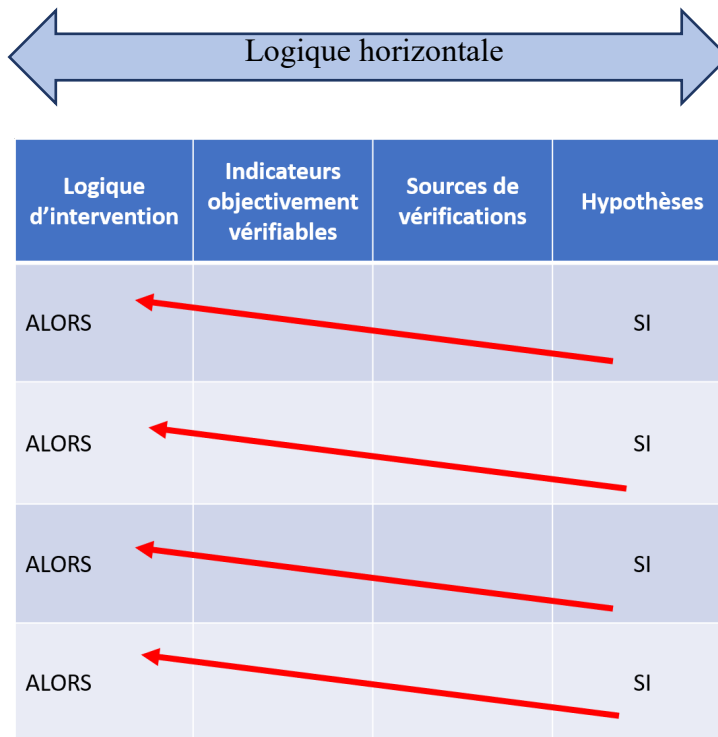 Logique horizontale
Logique
d’intervention
Indicateurs
objectivement
vérifiables
Sources de
vérifications
Hypothèses
ALORS
SI
ALORS
SI
ALORS
SI
ALORS
SI